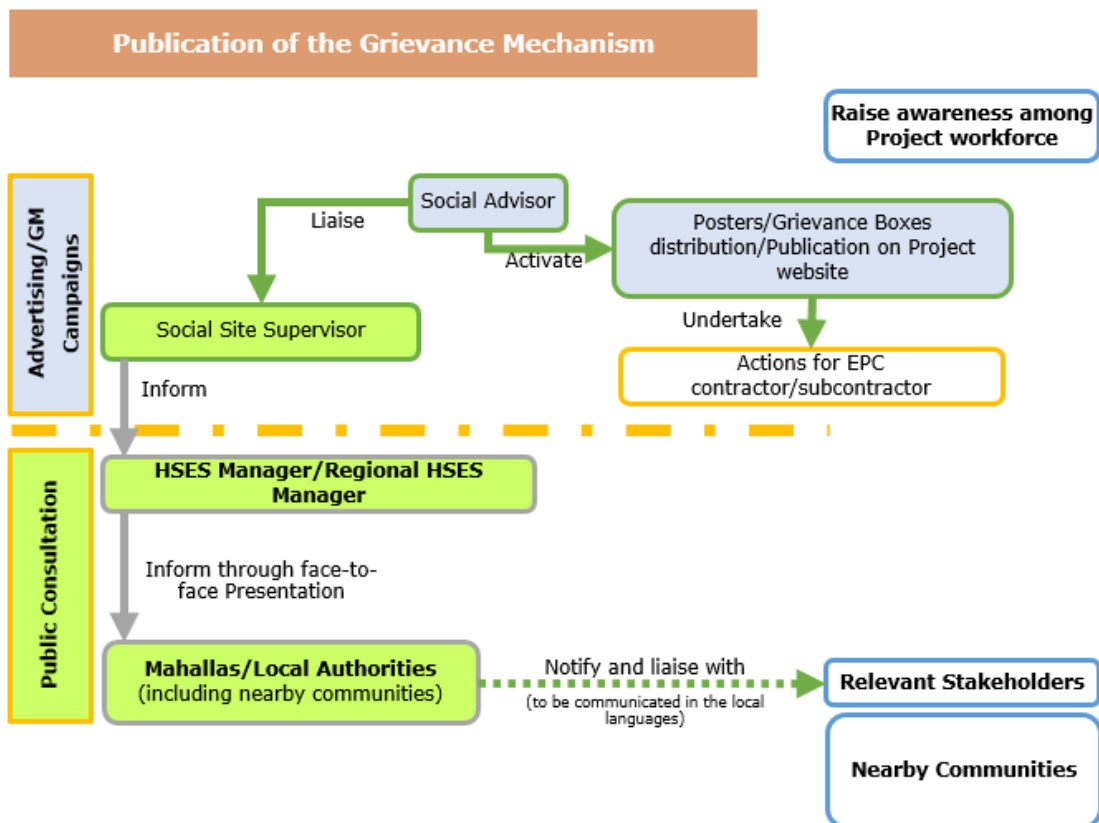 Publication of the Grievance Mechanism
Raise awareness among
Project workforce
Advertising/GM
Campaigns
Social Advisor
Liaise
Activate
Posters/Grievance Boxes
distribution/Publication on Project
website
Social Site Supervisor
Undertake
Actions for EPC
contractor/subcontractor
Inform
Public Consultation
HSES Manager/Regional HSES
Manager
Inform through face-to-
face Presentation
Mahallas/Local Authorities
(including nearby communities)
Notify and liaise with
(to be communicated in the local
languages)
Relevant Stakeholders
Nearby Communities